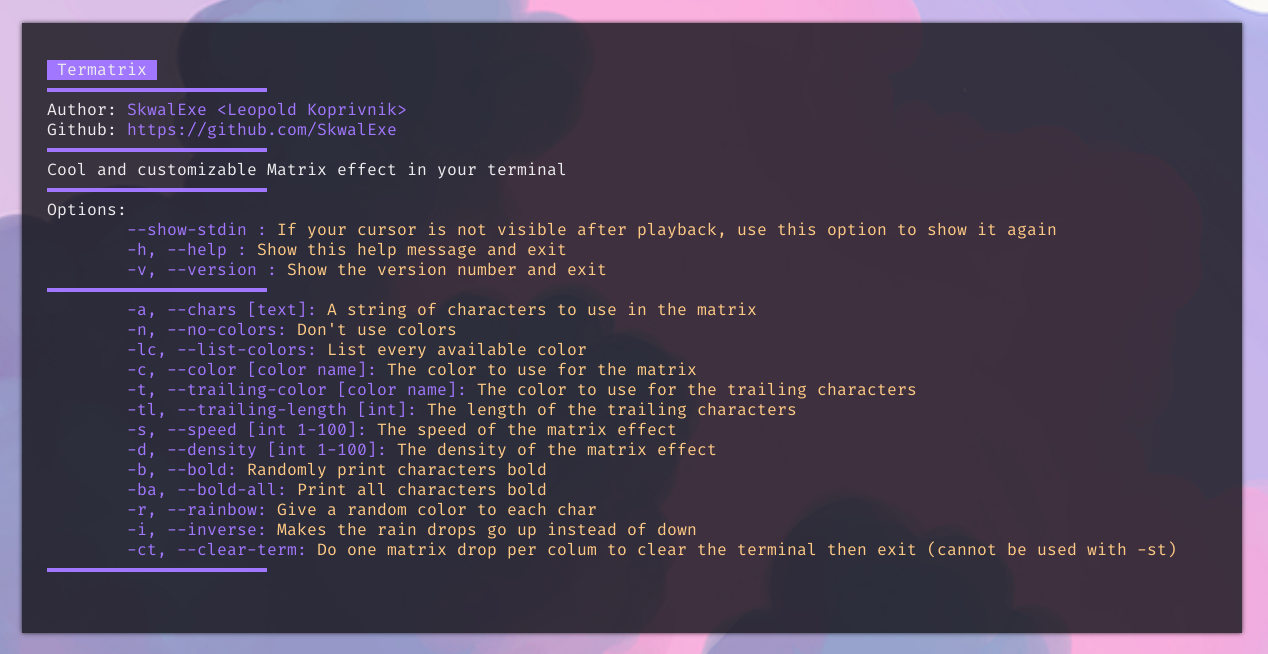 Termatrix
Author: SkwalExe <Leopold Koprivnik>
Github: https://github.com/SkwalExe
Cool and customizable Matrix effect in your terminal
Options:
--show-stdin : If your cursor is not visible after playback, use this option to show it again
-h, --help : Show this help message and exit
-v, --version : Show the version number and exit
-a, --chars [text]: A string of characters to use in the matrix
-n, --no-colors: Don't use colors
-lc, --list-colors: List every available color
-c, --color [color name]: The color to use for the matrix
-t, --trailing-color [color name]: The color to use for the trailing characters
-tl, --trailing-length [int]: The length of the trailing characters
-s, --speed [int 1-100]: The speed of the matrix effect
-d, --density [int 1-100]: The density of the matrix effect
-b, --bold: Randomly print characters bold
-ba, --bold-all: Print all characters bold
-r, --rainbow: Give a random color to each char
-i, --inverse: Makes the rain drops go up instead of down
-ct, --clear-term: Do one matrix drop per colum to clear the terminal then exit (cannot be used with -st)